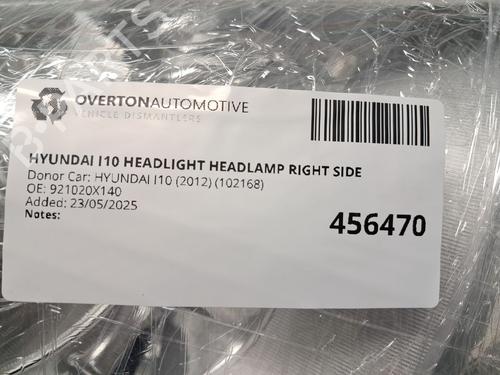 OVERTONAUTOMOTIVE
VEHICLE DISMANTLERS
HYUNDAI I10 HEADLIGHT HEADLAMP RIGHT SIDE
Donor Car: HYUNDAI I10 (2012) (102168)
OE: 921020X140
Added: 23/05/2025
Notes:
456470